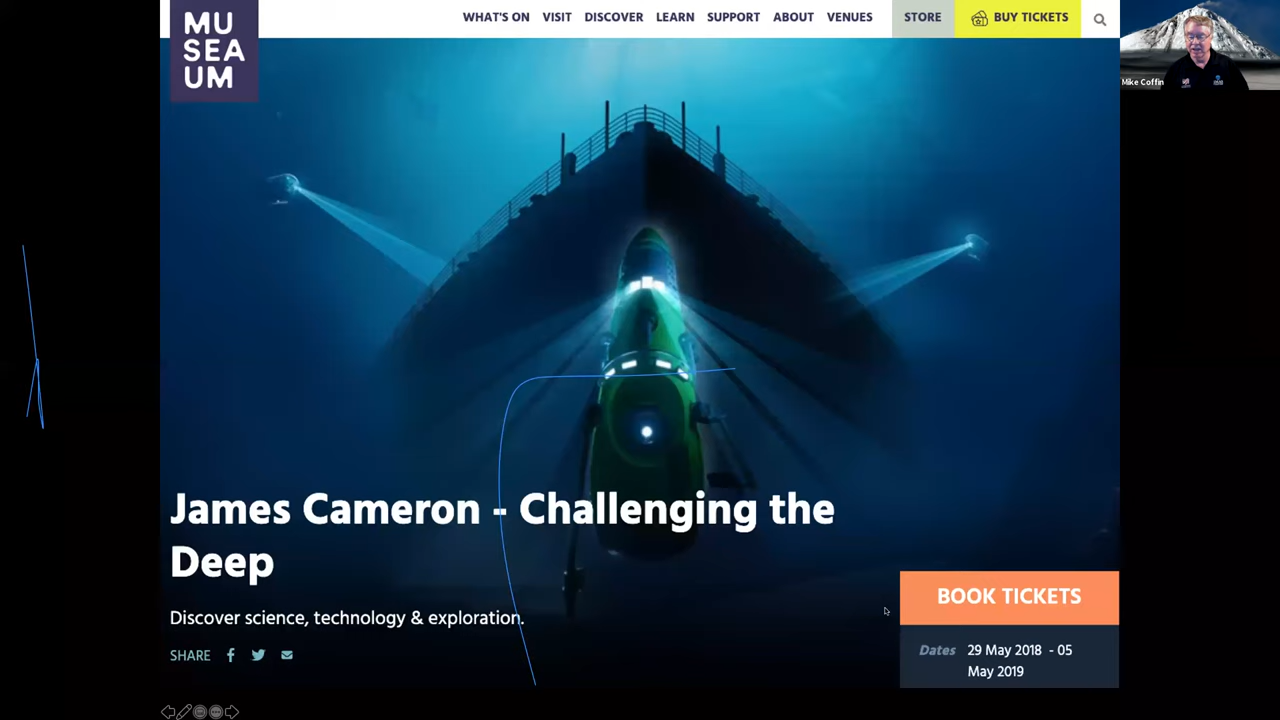 MU
SEA
UM
WHAT'S ON VISIT DISCOVER LEARN SUPPORT ABOUT VENUES STORE BUY TICKETS
Mike Coffin
James Cameron - Challenging the
Deep
Discover science, technology & exploration.
SHARE
BOOK TICKETS
Dates 29 May 2018 - 05
May 2019